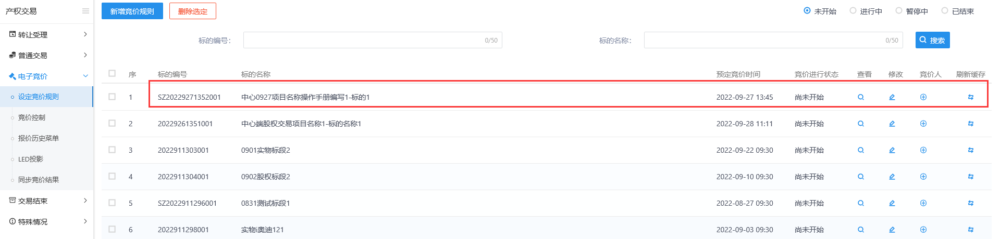 产权交易
转让受理
普通交易
电子竞价
设定竞价规则
竞价控制
报价历史菜单
LED投影
同步竞价结果
交易结束
特殊情况
新增竞价规则 删除选定 未开始 进行中 暂停中 已结束
标的编号： 0/50 标的名称： 0/50 搜索
序 标的编号 标的名称 预定竞价时间 竞价进行状态 查看 修改 竞价人 刷新缓存
1 SZ20229271352001 中心0927项目名称操作手册编写1-标的1 2022-09-27 13:45 尚未开始
2 20229261351001 中心端股权交易项目名称1-标的名称1 2022-09-28 11:11 尚未开始
3 2022911303001 0901实物标段2 2022-09-22 09:30 尚未开始
4 2022911304001 0902股权标段2 2022-09-10 09:30 尚未开始
5 SZ2022911296001 0831测试标段1 2022-08-27 09:30 尚未开始
6 2022911298001 实物i奥迪121 2022-09-03 09:30 尚未开始